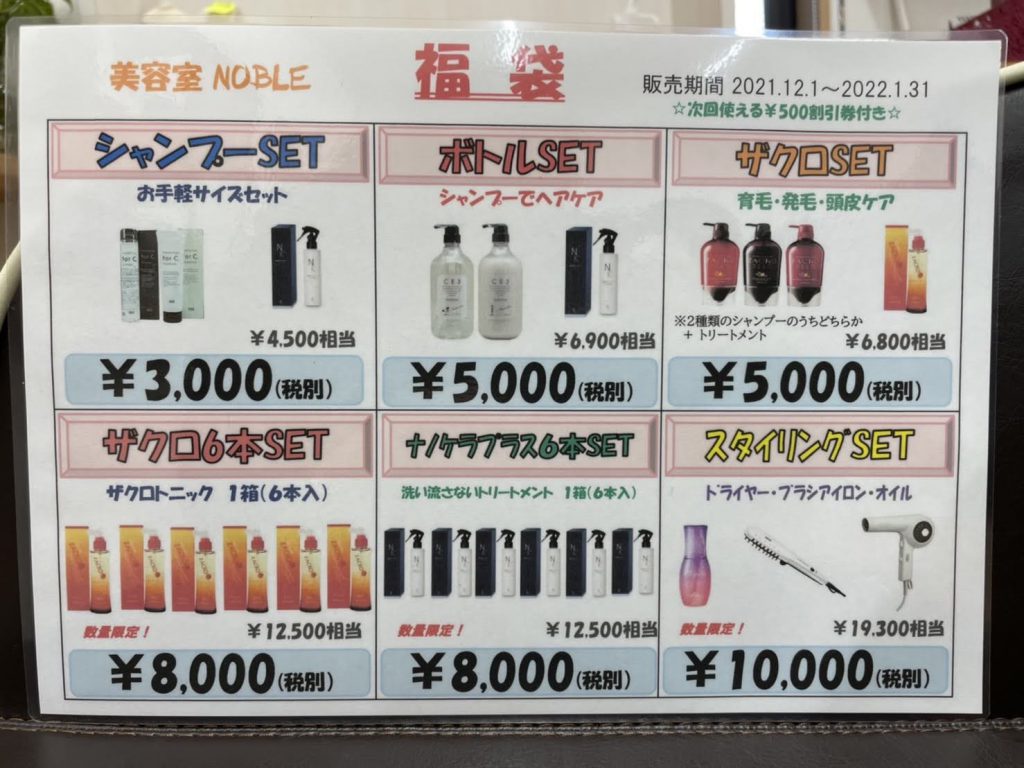 美容室 NOBLE
福袋
販売期間 2021.12.1～2022.1.31
☆次回使える￥500割引券付き☆
シャンプーSET
お手軽サイズセット
for C.
for C.
N.
￥4.500相当
￥3,000(税別)
ボトルSET
シャンプーでヘアケア
CR3
CR3
N.
￥6.900相当
￥5,000(税別)
ザクロSET
育毛・発毛・頭皮ケア
※2種類のシャンプーのうちどちらか
+ トリートメント
￥6.800相当
￥5,000(税別)
ザクロ6本SET
ザクロトニック 1箱(6本入)
数量限定！
￥12.500相当
￥8,000(税別)
ナノケラプラス6本SET
洗い流さないトリートメント 1箱(6本入)
数量限定！
￥12.500相当
￥8,000(税別)
スタイリングSET
ドライヤー・ブラシアイロン・オイル
数量限定！
￥19.300相当
￥10,000(税別)